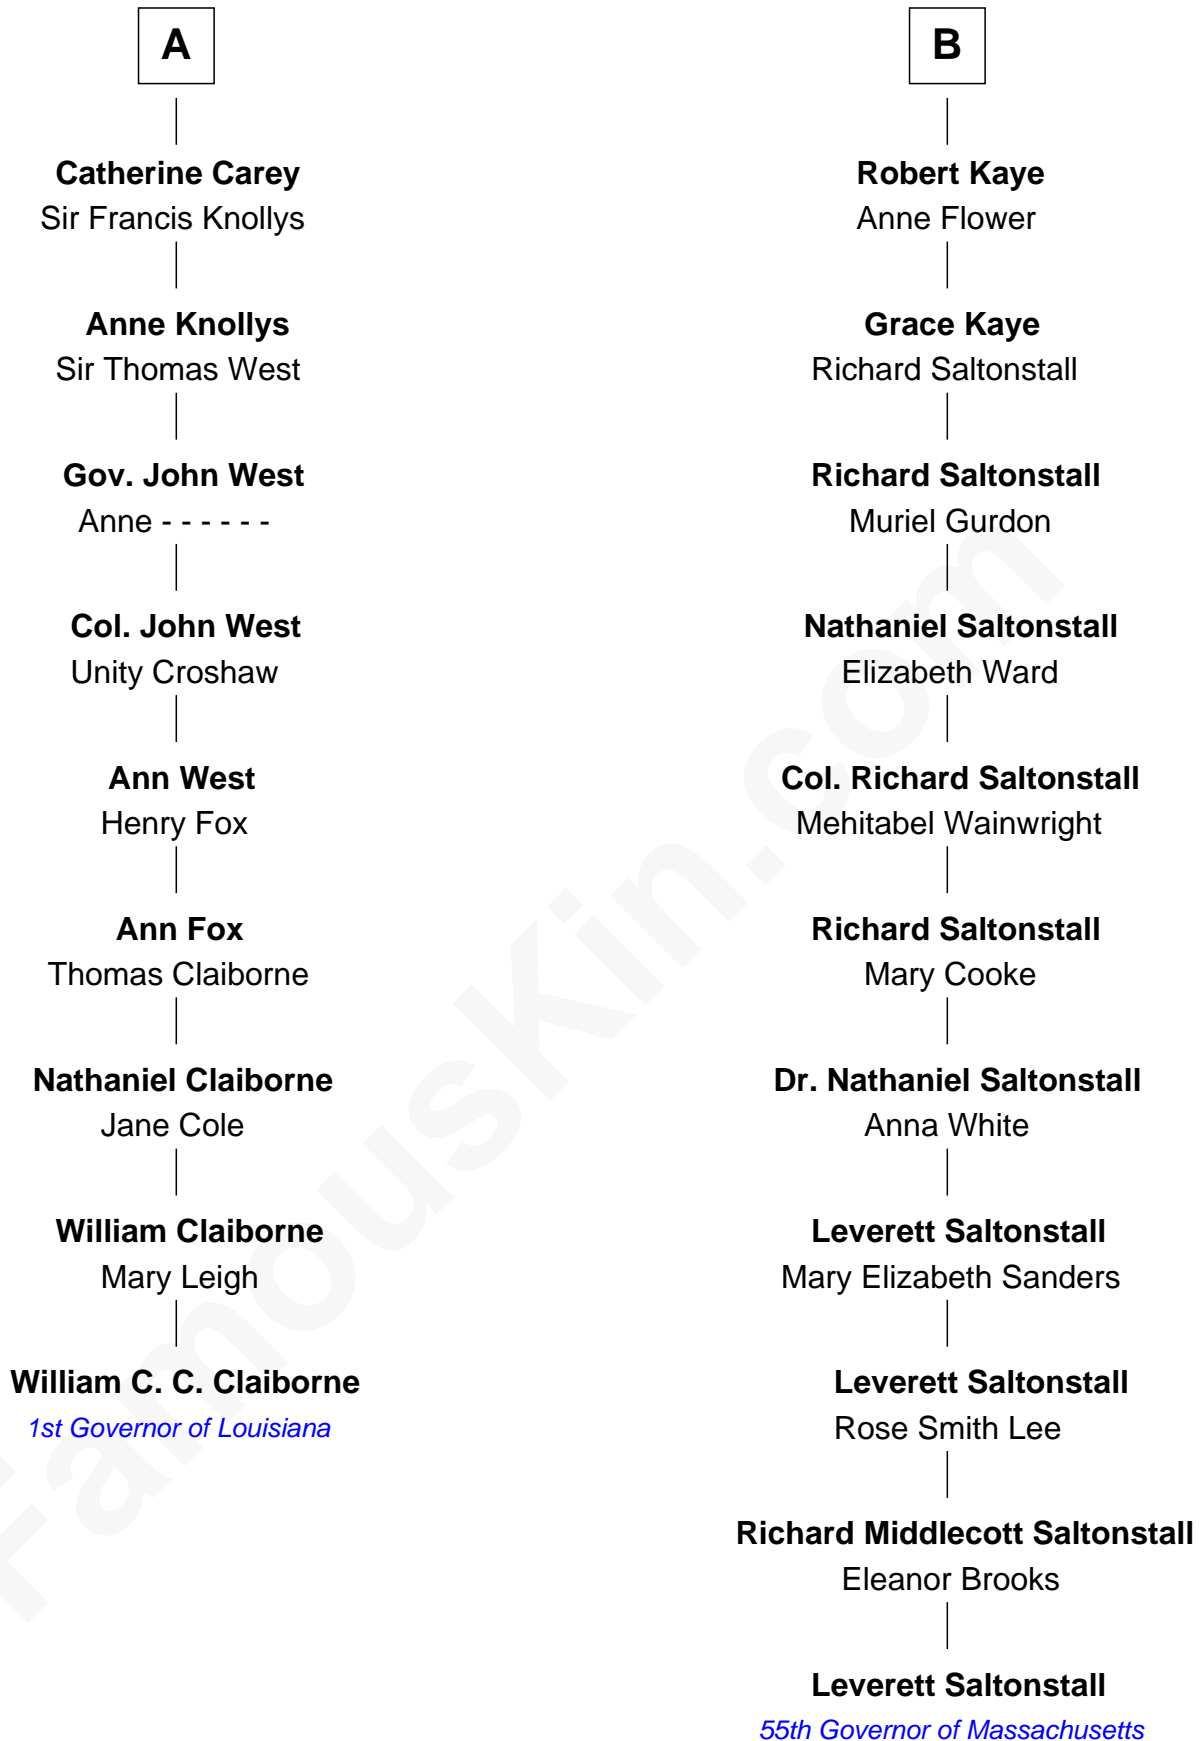 A
Catherine Carey
Sir Francis Knollys
Anne Knollys
Sir Thomas West
Gov. John West
Anne - - - - - -
Col. John West
Unity Croshaw
Ann West
Henry Fox
Ann Fox
Thomas Claiborne
Nathaniel Claiborne
Jane Cole
William Claiborne
Mary Leigh
William C. C. Claiborne
1st Governor of Louisiana
B
Robert Kaye
Anne Flower
Grace Kaye
Richard Saltonstall
Richard Saltonstall
Muriel Gurdon
Nathaniel Saltonstall
Elizabeth Ward
Col. Richard Saltonstall
Mehitabel Wainwright
Richard Saltonstall
Mary Cooke
Dr. Nathaniel Saltonstall
Anna White
Leverett Saltonstall
Mary Elizabeth Sanders
Leverett Saltonstall
Rose Smith Lee
Richard Middlecott Saltonstall
Eleanor Brooks
Leverett Saltonstall
55th Governor of Massachusetts
FamousKin.com